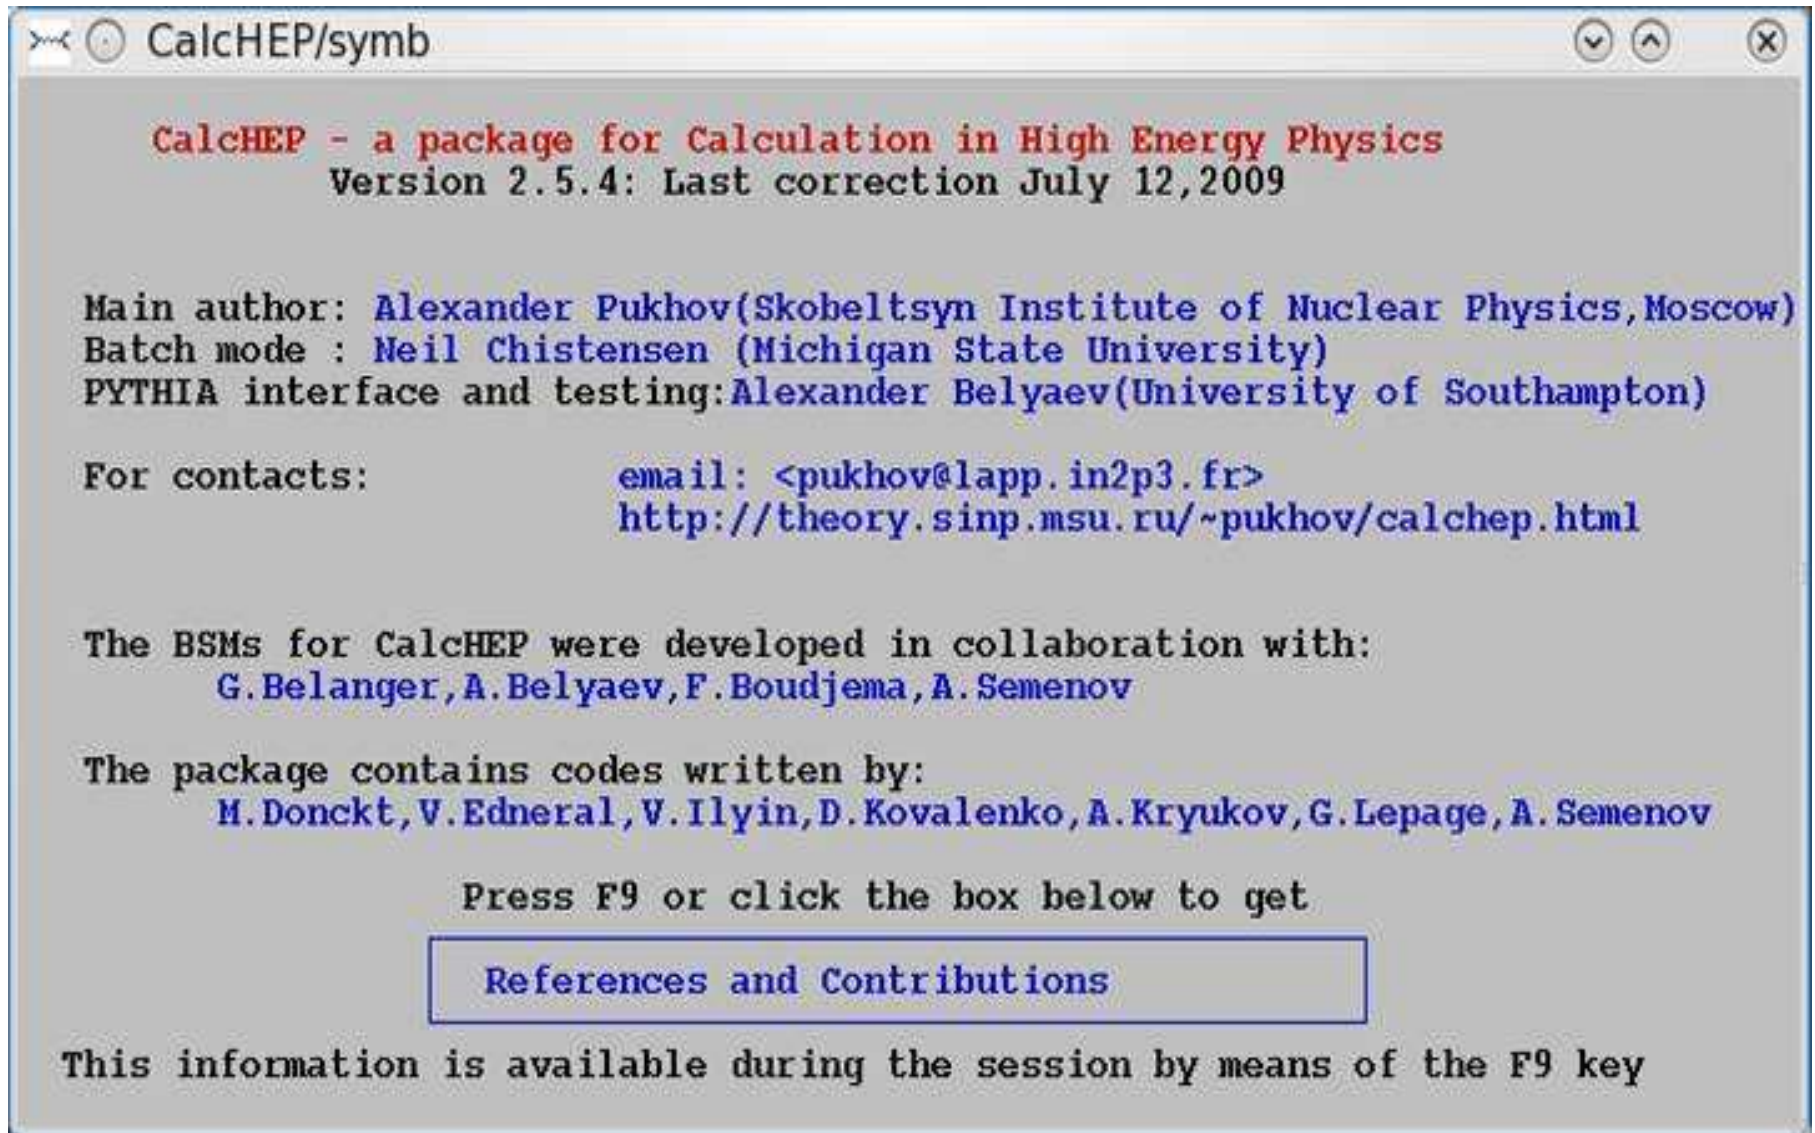 CalcHEP/symb
CalcHEP - a package for Calculation in High Energy Physics
Version 2.5.4: Last correction July 12,2009
Main author: Alexander Pukhov(Skobeltsyn Institute of Nuclear Physics,Moscow)
Batch mode : Neil Chistensen (Michigan State University)
PYTHIA interface and testing:Alexander Belyaev(University of Southampton)
For contacts: email: <pukhov@lapp.in2p3.fr>
http://theory.sinp.msu.ru/~pukhov/calchep.html
The BSMs for CalcHEP were developed in collaboration with:
G.Belanger,A.Belyaev,F.Boudjema,A.Semenov
The package contains codes written by:
M.Donckt,V.Edneral,V.Ilyin,D.Kovalenko,A.Kryukov,G.Lepage,A.Semenov
Press F9 or click the box below to get
References and Contributions
This information is available during the session by means of the F9 key